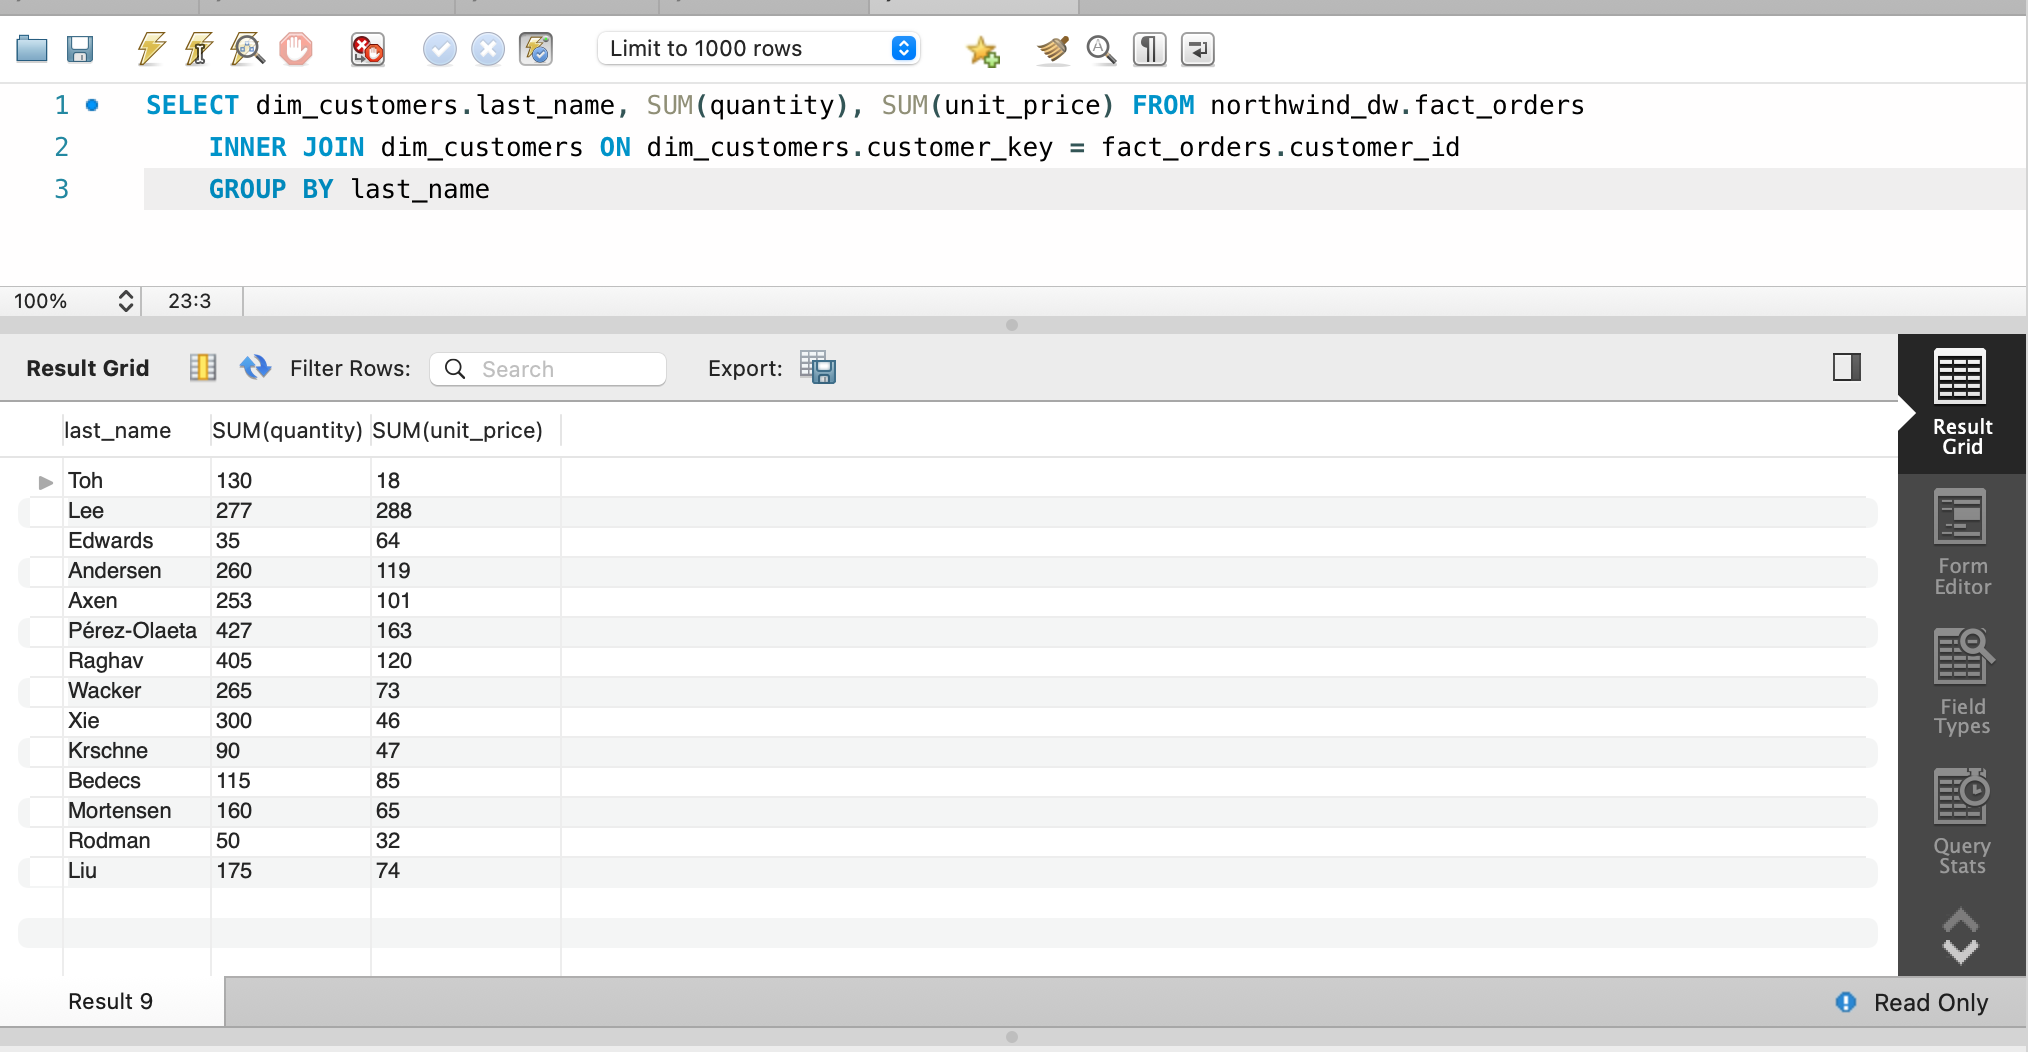 Limit to 1000 rows
1 SELECT dim_customers.last_name, SUM(quantity), SUM(unit_price) FROM northwind_dw.fact_orders
2 INNER JOIN dim_customers ON dim_customers.customer_key = fact_orders.customer_id
3 GROUP BY last_name
100% 23:3
Result Grid Filter Rows: Search Export:
last_name SUM(quantity) SUM(unit_price)
Toh 130 18
Lee 277 288
Edwards 35 64
Andersen 260 119
Axen 253 101
Pérez-Olaeta 427 163
Raghav 405 120
Wacker 265 73
Xie 300 46
Krschne 90 47
Bedecs 115 85
Mortensen 160 65
Rodman 50 32
Liu 175 74
Result
Grid
Form
Editor
Field
Types
Query
Stats
Result 9 Read Only